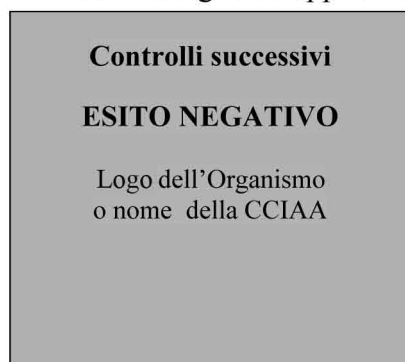 Controlli successivi
ESITO NEGATIVO
Logo dell’Organismo
o nome della CCIAA